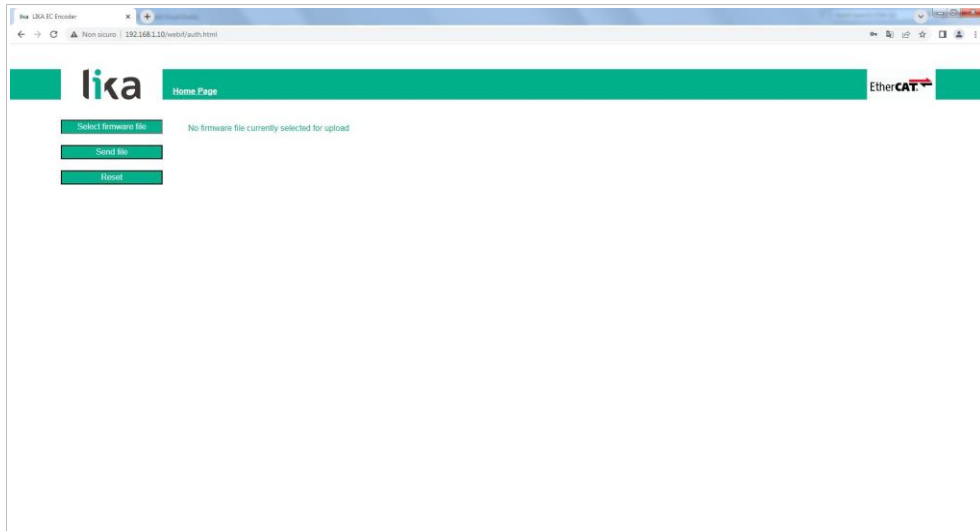 lika LIKA EC Encoder
Non sicuro | 192.168.1.10/webif/auth.html
lika
Home Page
EtherCAT
Select firmware file
No firmware file currently selected for upload
Send file
Reset